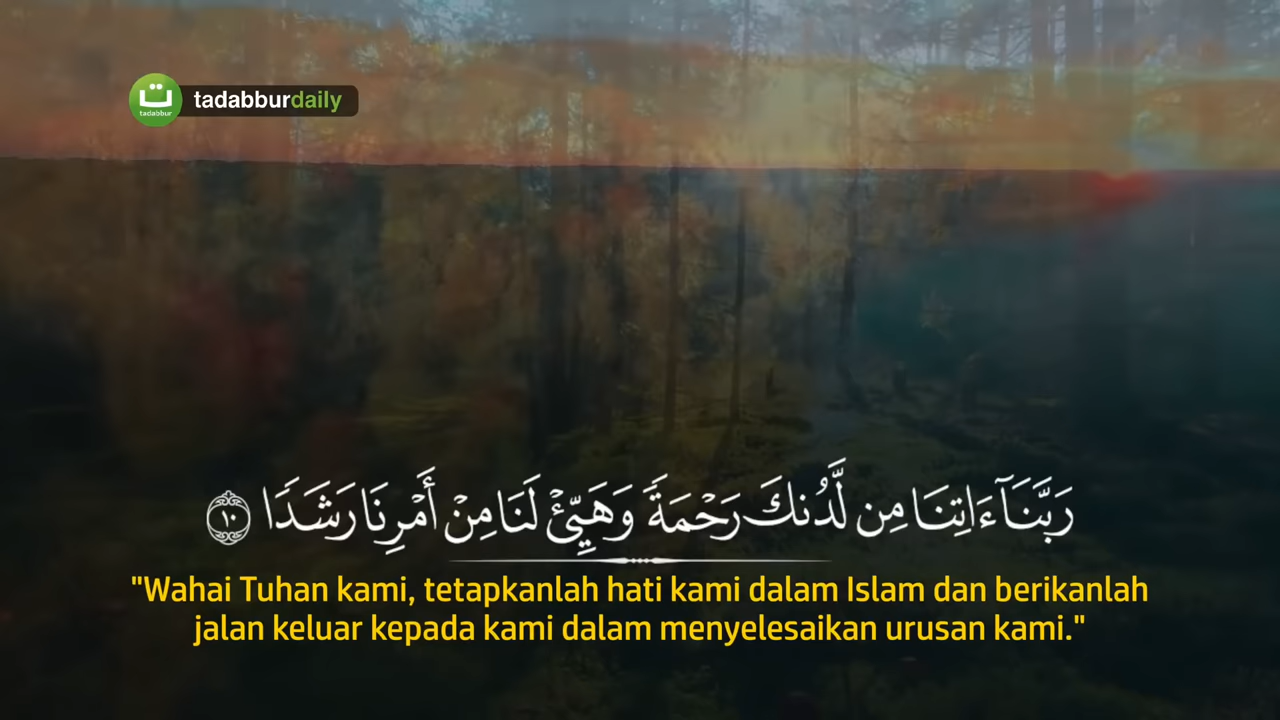 ت
tadabbur
tadabburdaily
رَبَّنَآ ءَاتِنَا مِن لَّدُنكَ رَحْمَةً وَهَيِّئْ لَنَا مِنْ أَمْرِنَا رَشَدًا ١٠
"Wahai Tuhan kami, tetapkanlah hati kami dalam Islam dan berikanlah
jalan keluar kepada kami dalam menyelesaikan urusan kami."